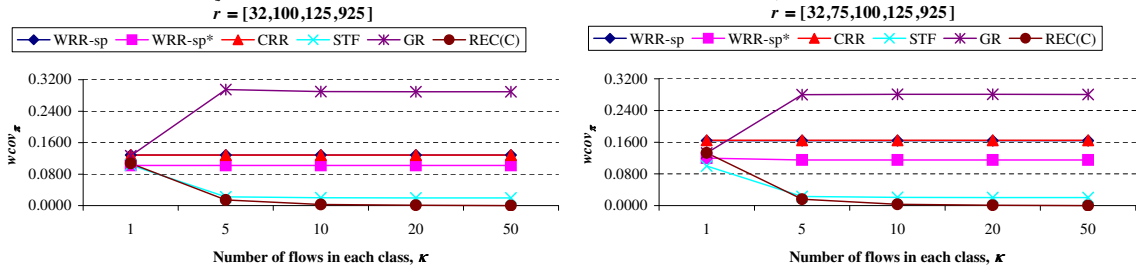 r = [32,100,125,925]
WRR-sp WRR-sp* CRR STF GR REC(C)
0.3200
0.2400
0.1600
0.0800
0.0000
wcov_π
1 5 10 20 50
Number of flows in each class, κ
r = [32,75,100,125,925]
WRR-sp WRR-sp* CRR STF GR REC(C)
0.3200
0.2400
0.1600
0.0800
0.0000
wcov_π
1 5 10 20 50
Number of flows in each class, κ